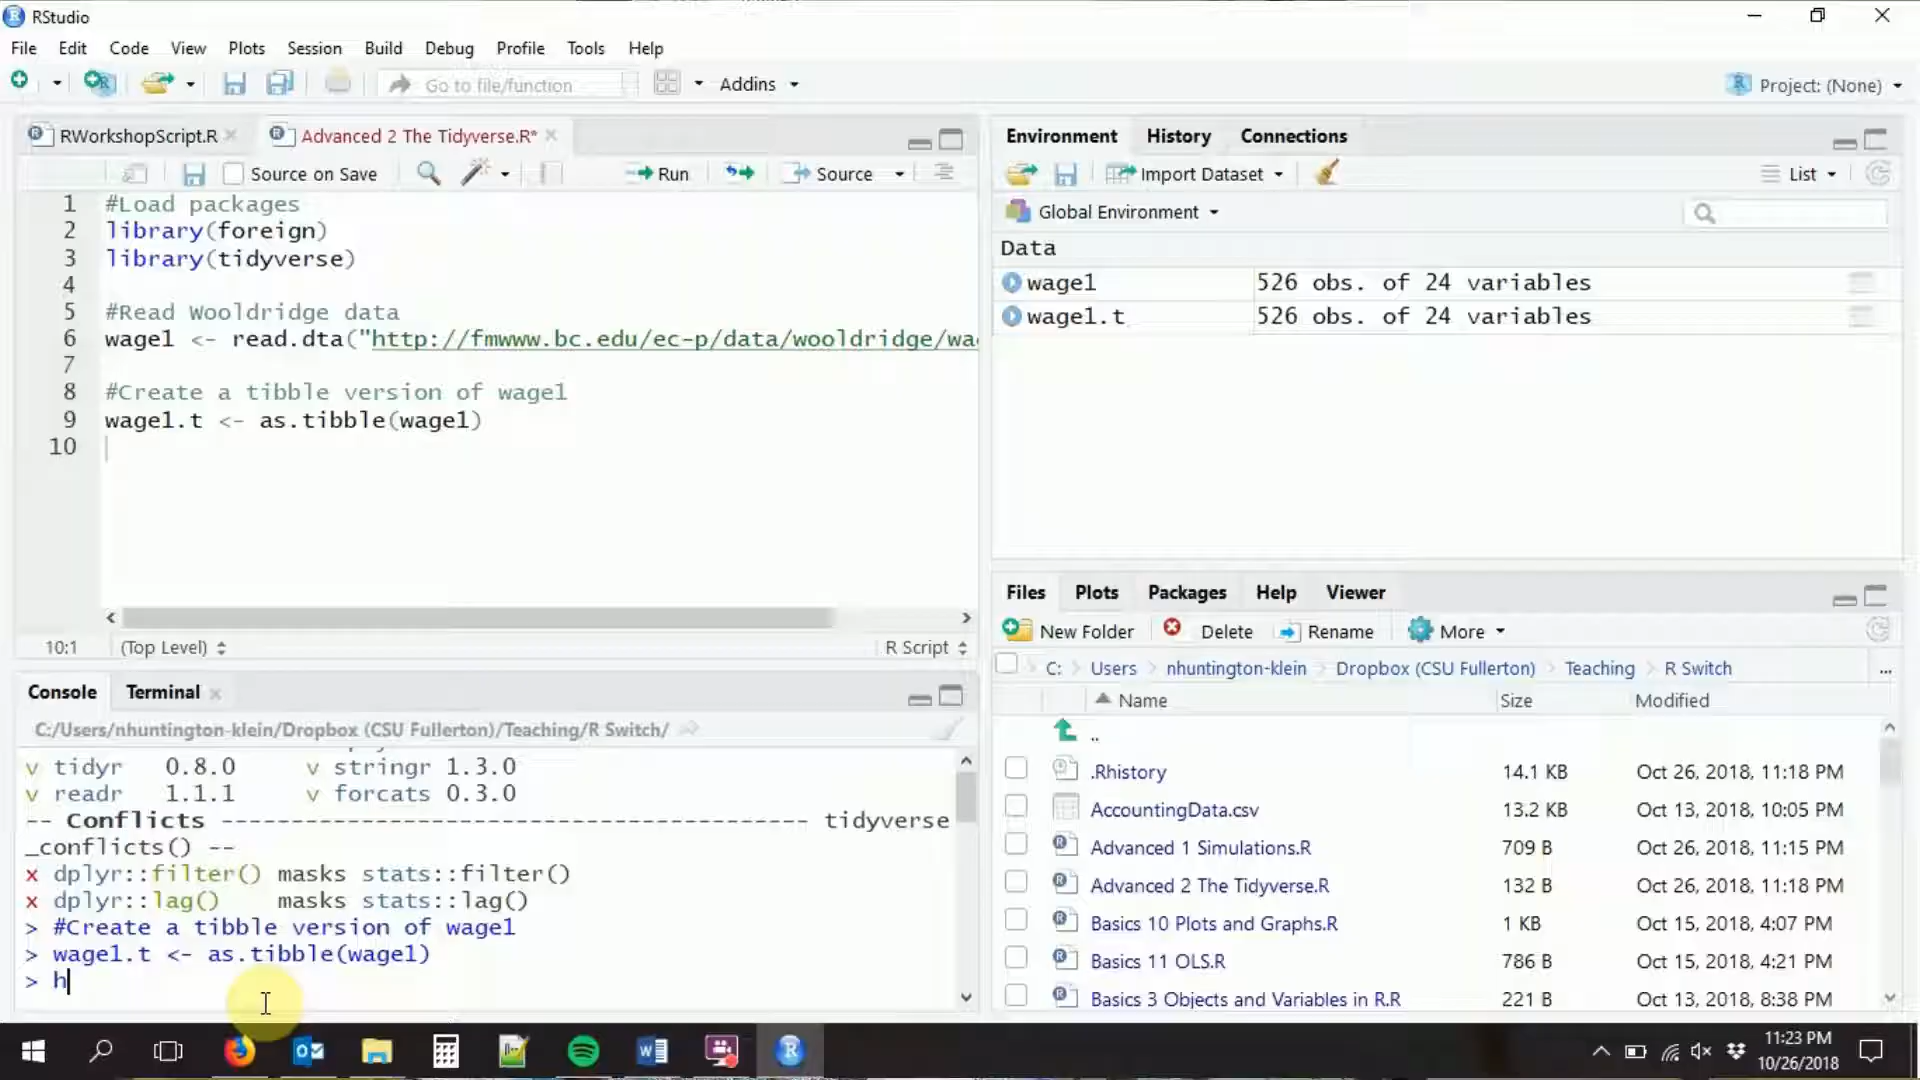 RStudio
File Edit Code View Plots Session Build Debug Profile Tools Help
Go to file/function Addins Project: (None)
RWorkshopScript.R Advanced 2 The Tidyverse.R*
Source on Save Run Source
1 #Load packages
2 library(foreign)
3 library(tidyverse)
4
5 #Read Wooldridge data
6 wage1 <- read.dta("http://fmwww.bc.edu/ec-p/data/wooldridge/wa
7
8 #Create a tibble version of wage1
9 wage1.t <- as.tibble(wage1)
10
10:1 (Top Level) R Script
Console Terminal
C:/Users/nhuntington-klein/Dropbox (CSU Fullerton)/Teaching/R Switch/
v tidyr 0.8.0 v stringr 1.3.0
v readr 1.1.1 v forcats 0.3.0
-- Conflicts ------------------------------------------ tidyverse
_conflicts() --
x dplyr::filter() masks stats::filter()
x dplyr::lag() masks stats::lag()
> #Create a tibble version of wage1
> wage1.t <- as.tibble(wage1)
> h
Environment History Connections
Import Dataset List
Global Environment
Data
wage1 526 obs. of 24 variables
wage1.t 526 obs. of 24 variables
Files Plots Packages Help Viewer
New Folder Delete Rename More
C: Users nhuntington-klein Dropbox (CSU Fullerton) Teaching R Switch ...
Name Size Modified
..
.Rhistory 14.1 KB Oct 26, 2018, 11:18 PM
AccountingData.csv 13.2 KB Oct 13, 2018, 10:05 PM
Advanced 1 Simulations.R 709 B Oct 26, 2018, 11:15 PM
Advanced 2 The Tidyverse.R 132 B Oct 26, 2018, 11:18 PM
Basics 10 Plots and Graphs.R 1 KB Oct 15, 2018, 4:07 PM
Basics 11 OLS.R 786 B Oct 15, 2018, 4:21 PM
Basics 3 Objects and Variables in R.R 221 B Oct 13, 2018, 8:38 PM
11:23 PM
10/26/2018